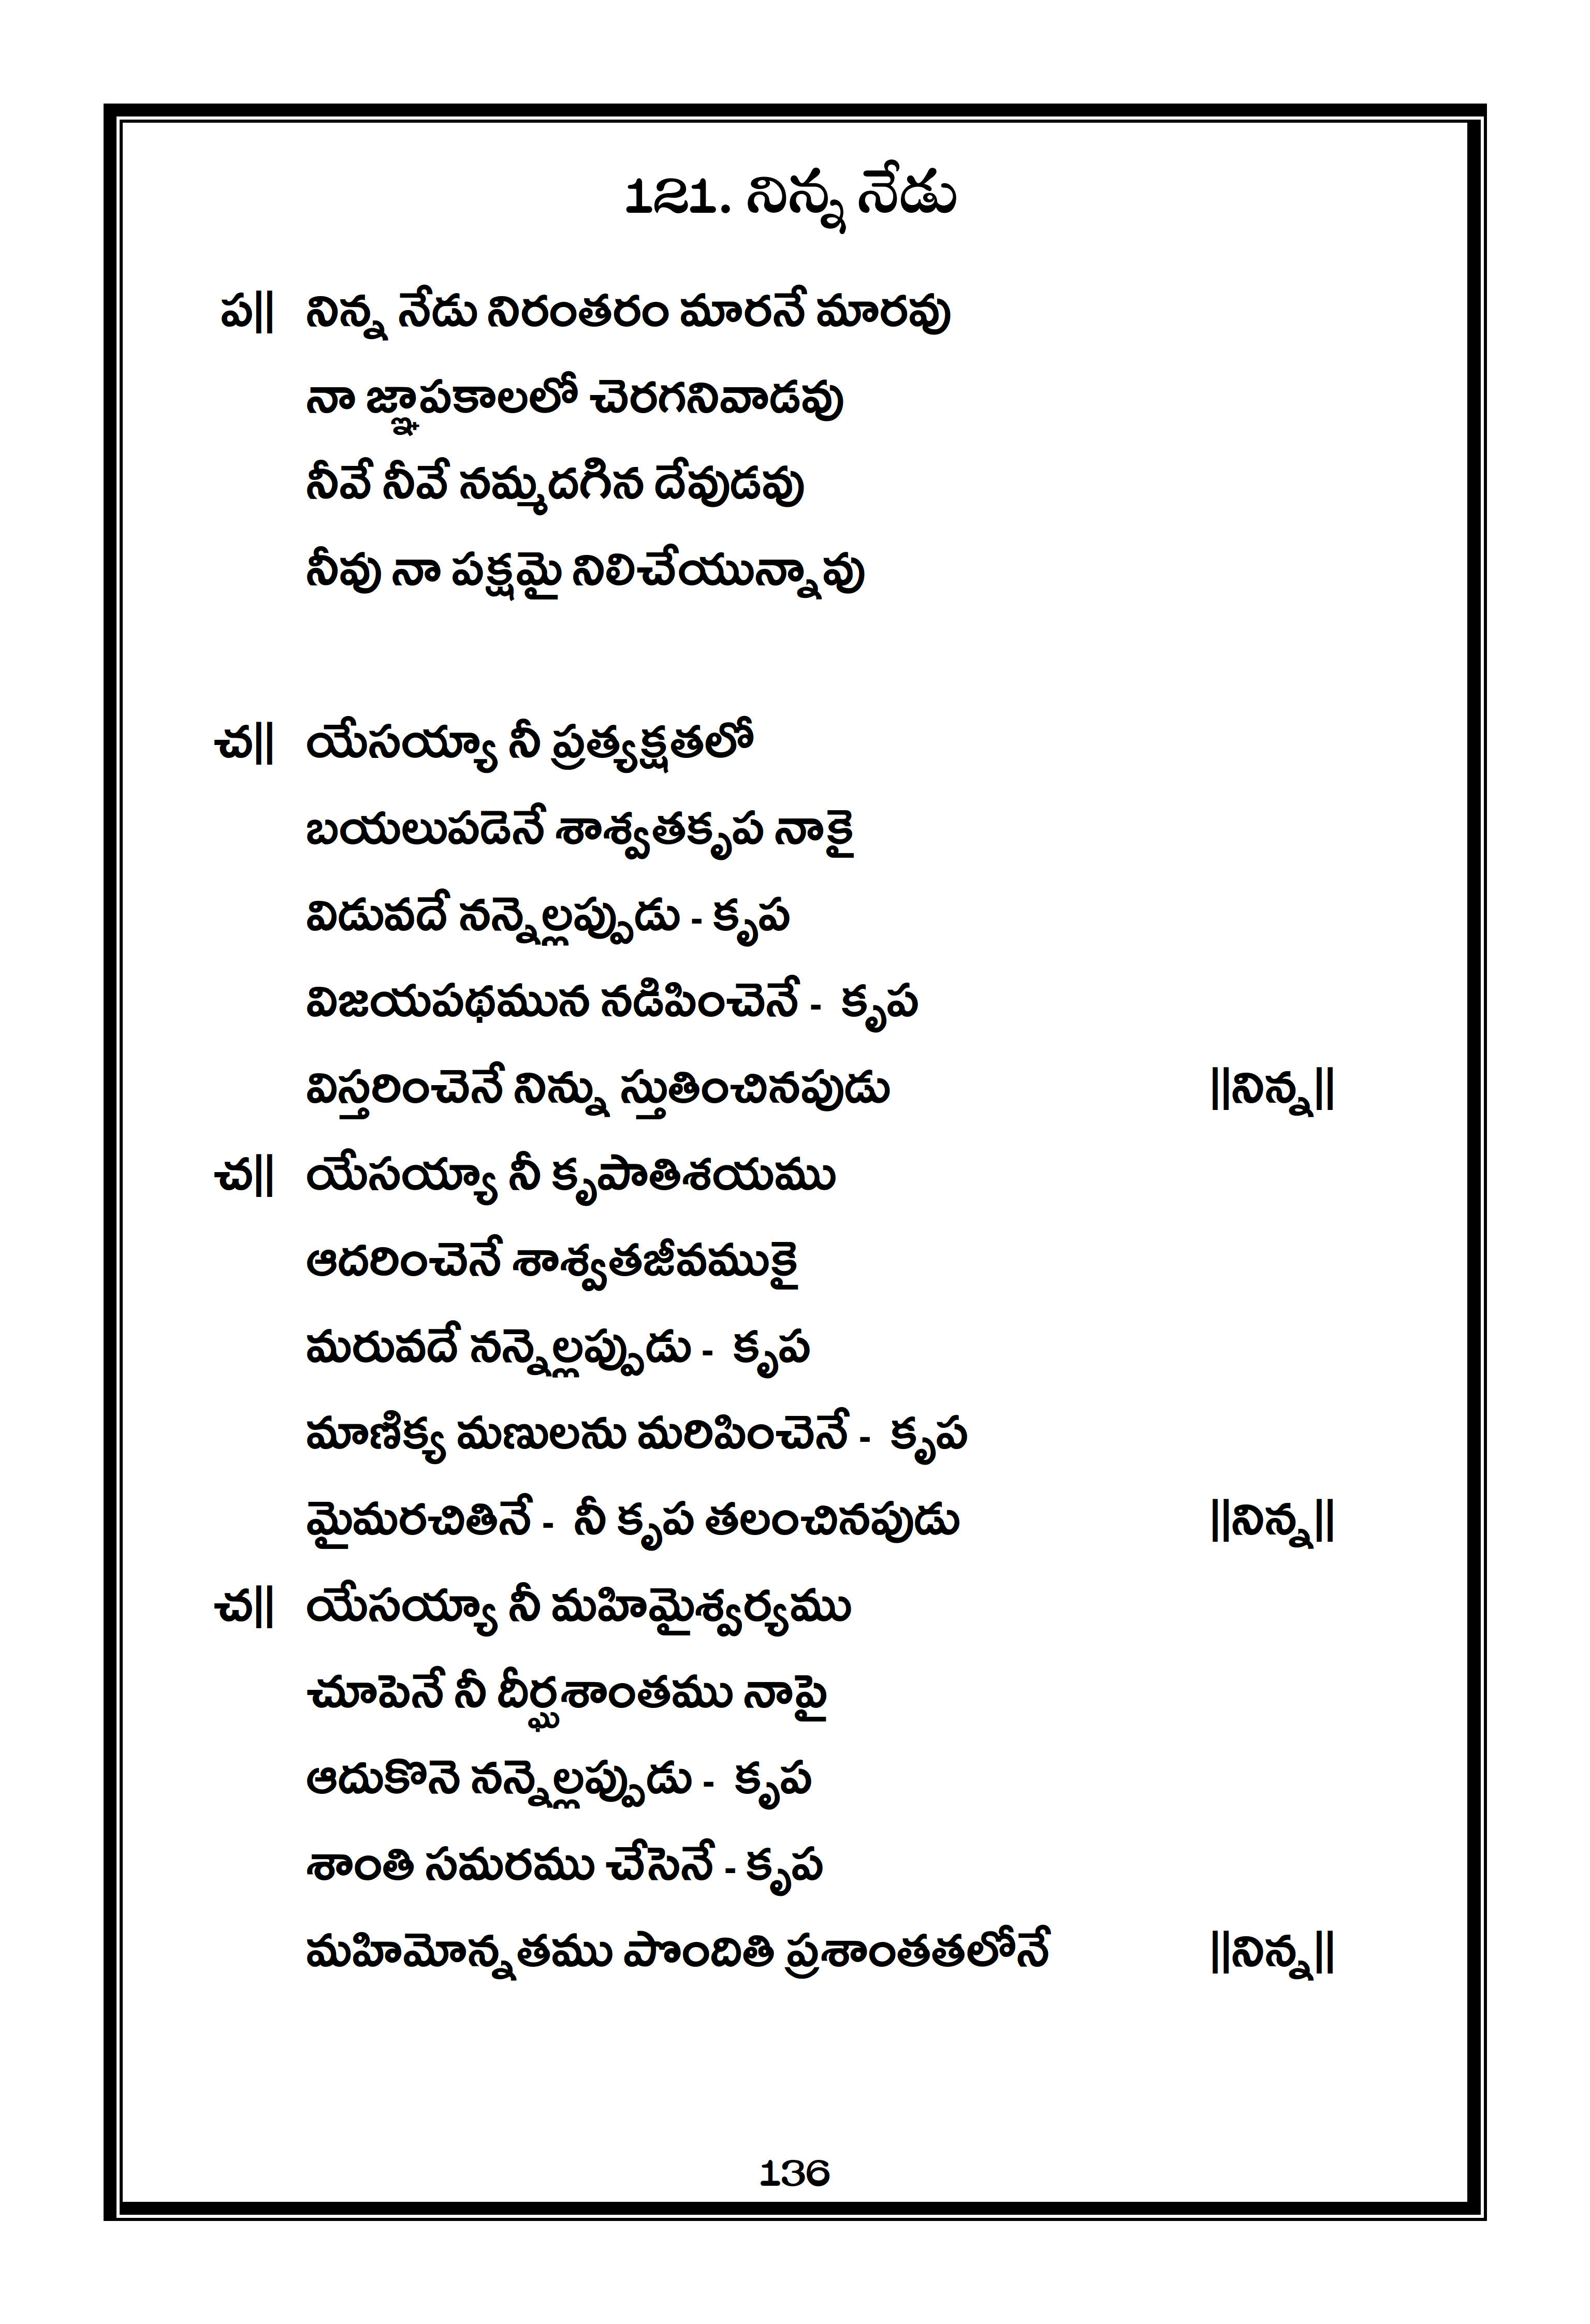 121. నిన్న నేడు
ప|| నిన్న నేడు నిరంతరం మారనే మారవు
నా జ్ఞాపకాలలో చెరగనివాడవు
నీవే నీవే నమ్మదగిన దేవుడవు
నీవు నా పక్షమై నిలిచేయున్నావు
చ|| యేసయ్యా నీ ప్రత్యక్షతలో
బయలుపడెనే శాశ్వతకృప నాకై
విడువదే నన్నెల్లప్పుడు - కృప
విజయపథమున నడిపించెనే - కృప
విస్తరించెనే నిన్ను స్తుతించినపుడు ||నిన్న||
చ|| యేసయ్యా నీ కృపాతిశయము
ఆదరించెనే శాశ్వతజీవముకై
మరువదే నన్నెల్లప్పుడు - కృప
మాణిక్య మణులను మరిపించెనే - కృప
మైమరచితినే - నీ కృప తలంచినపుడు ||నిన్న||
చ|| యేసయ్యా నీ మహిమైశ్వర్యము
చూపెనే నీ దీర్ఘశాంతము నాపై
ఆదుకొనె నన్నెల్లప్పుడు - కృప
శాంతి సమరము చేసెనే - కృప
మహిమోన్నతము పొందితి ప్రశాంతతలోనే ||నిన్న||
136